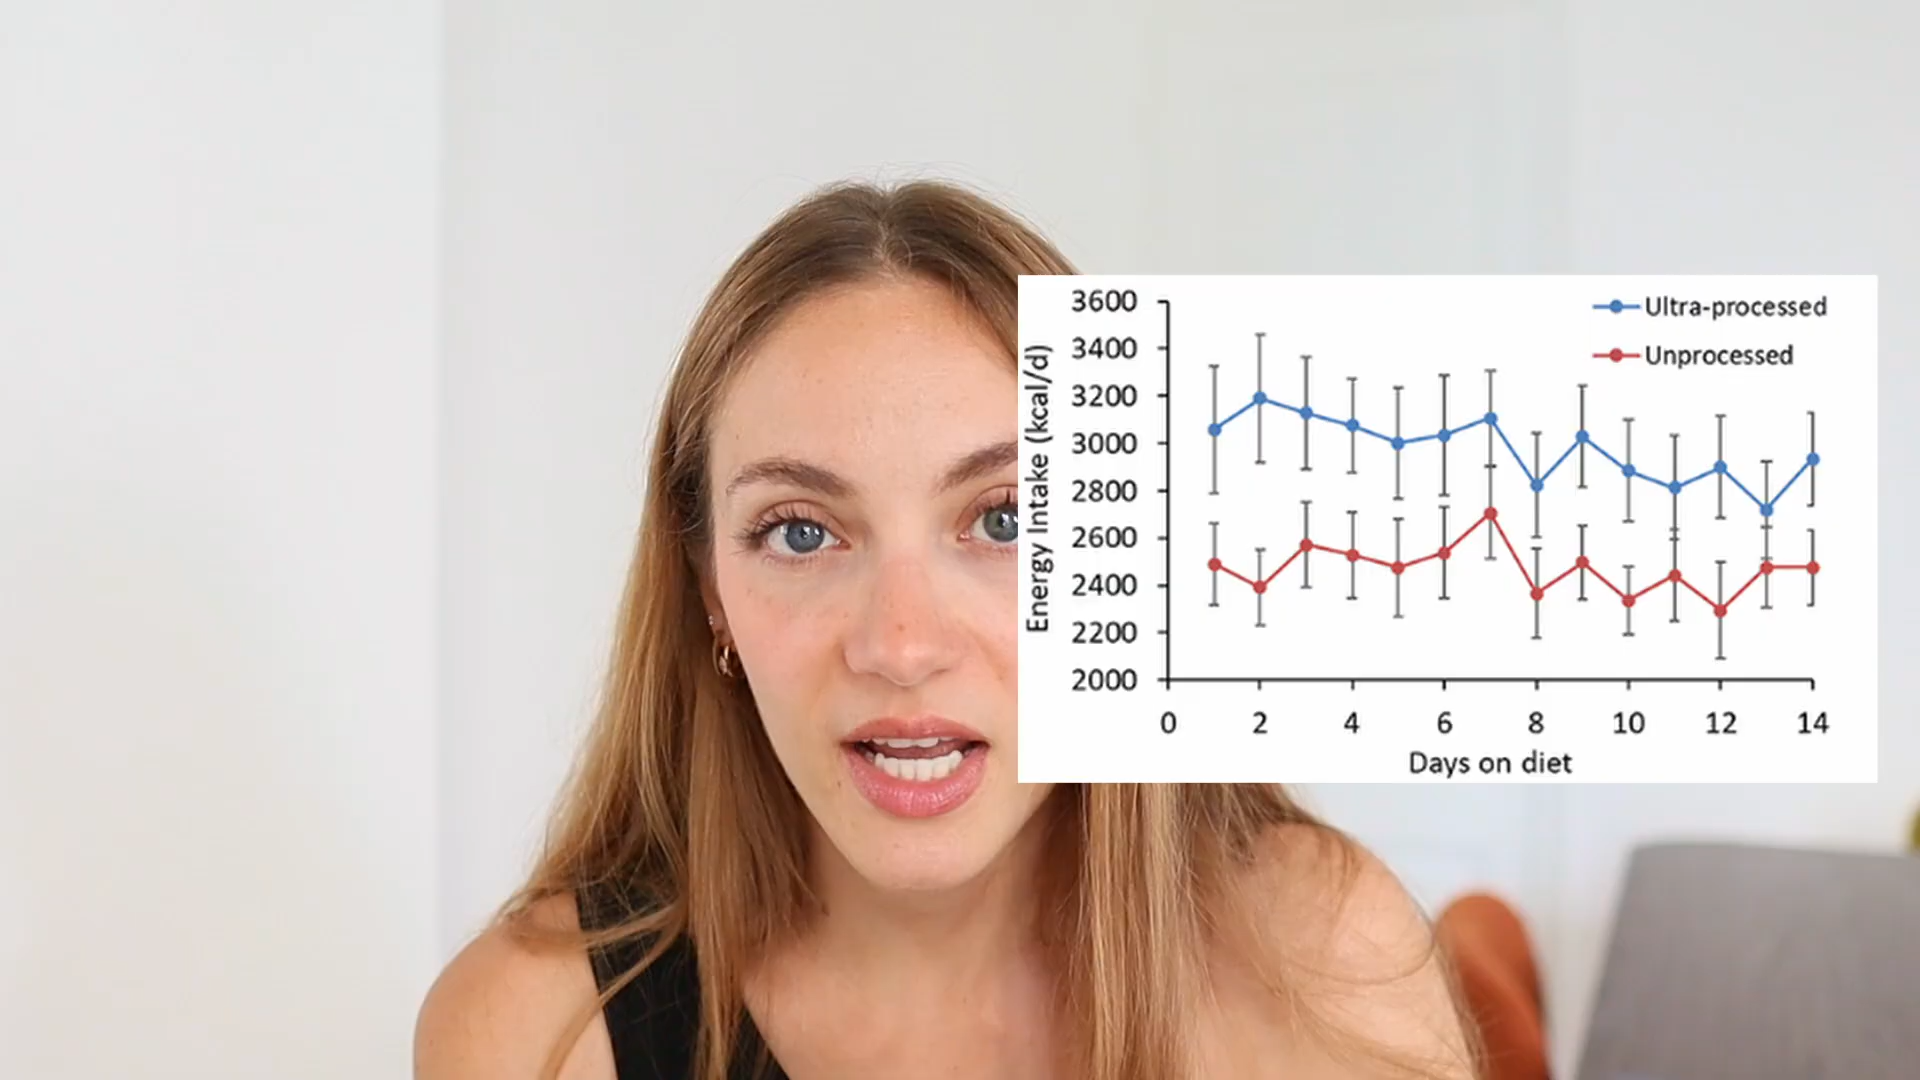 3600
3400
3200
3000
2800
2600
2400
2200
2000
Energy Intake (kcal/d)
Ultra-processed
Unprocessed
0 2 4 6 8 10 12 14
Days on diet